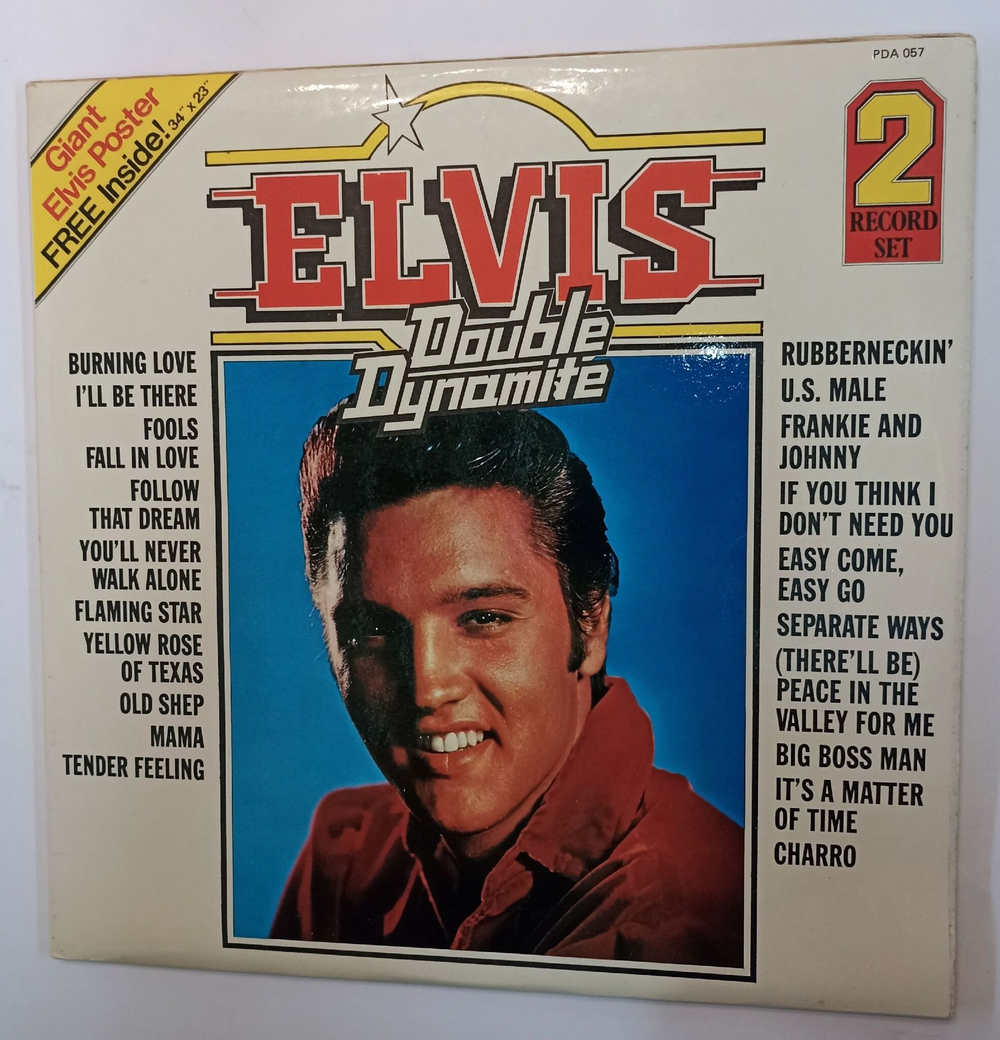 PDA 057
Giant
Elvis Poster
FREE Inside! 34" x 23"
2
RECORD
SET
ELVIS
Double
Dynamite
BURNING LOVE
I'LL BE THERE
FOOLS
FALL IN LOVE
FOLLOW
THAT DREAM
YOU'LL NEVER
WALK ALONE
FLAMING STAR
YELLOW ROSE
OF TEXAS
OLD SHEP
MAMA
TENDER FEELING
RUBBERNECKIN'
U.S. MALE
FRANKIE AND
JOHNNY
IF YOU THINK I
DON'T NEED YOU
EASY COME,
EASY GO
SEPARATE WAYS
(THERE'LL BE)
PEACE IN THE
VALLEY FOR ME
BIG BOSS MAN
IT'S A MATTER
OF TIME
CHARRO